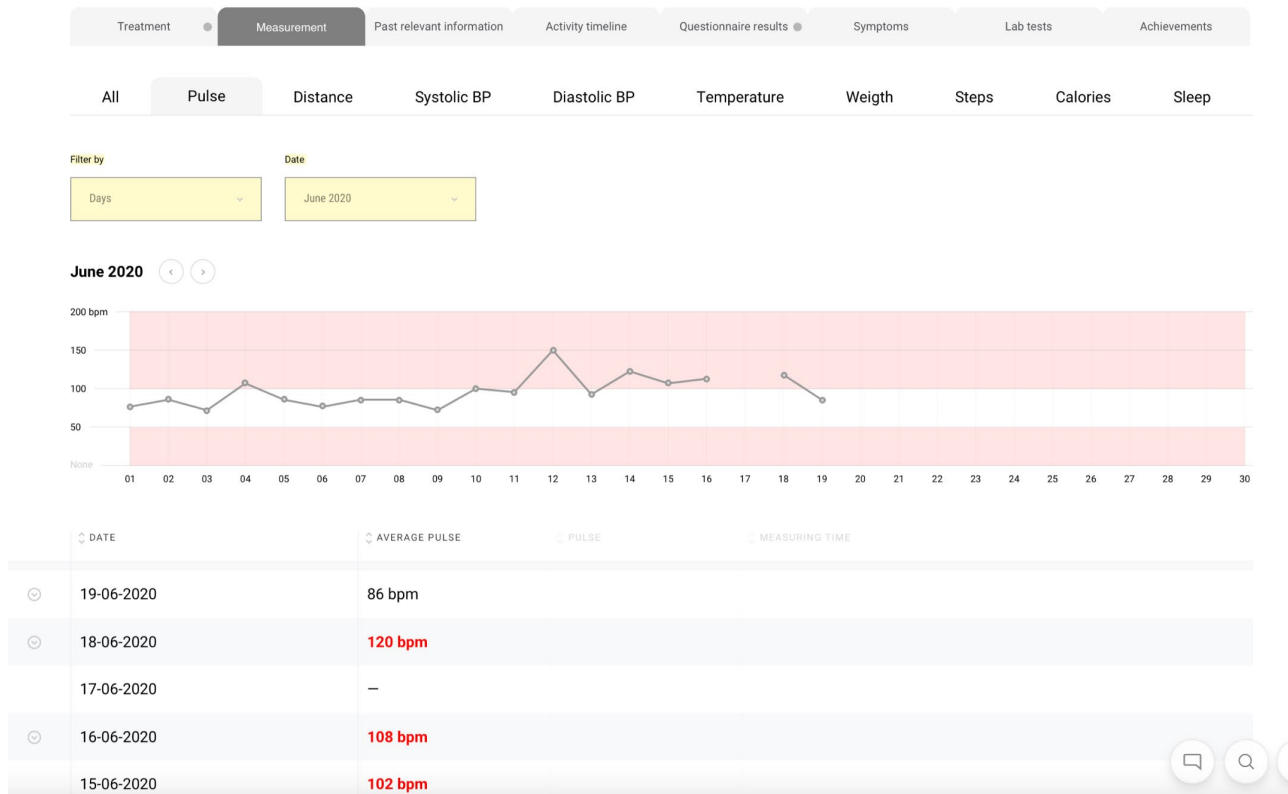 Treatment Measurement Past relevant information Activity timeline Questionnaire results Symptoms Lab tests Achievements
All Pulse Distance Systolic BP Diastolic BP Temperature Weigth Steps Calories Sleep
Filter by Date
Days June 2020
June 2020
200 bpm
150
100
50
None
01 02 03 04 05 06 07 08 09 10 11 12 13 14 15 16 17 18 19 20 21 22 23 24 25 26 27 28 29 30
DATE AVERAGE PULSE PULSE MEASURING TIME
19-06-2020 86 bpm
18-06-2020 120 bpm
17-06-2020 —
16-06-2020 108 bpm
15-06-2020 102 bpm